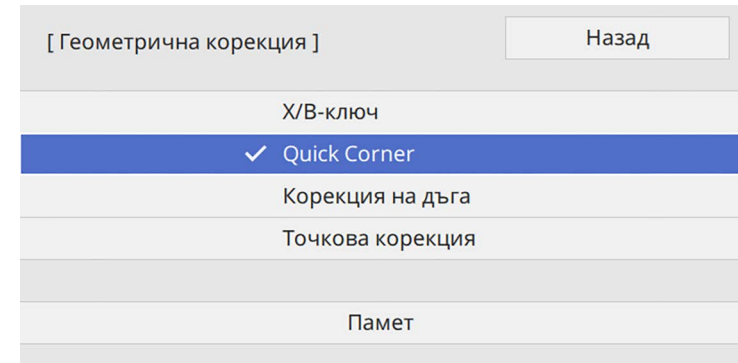 [ Геометрична корекция ]
Назад
Х/В-ключ
Quick Corner
Корекция на дъга
Точкова корекция
Памет